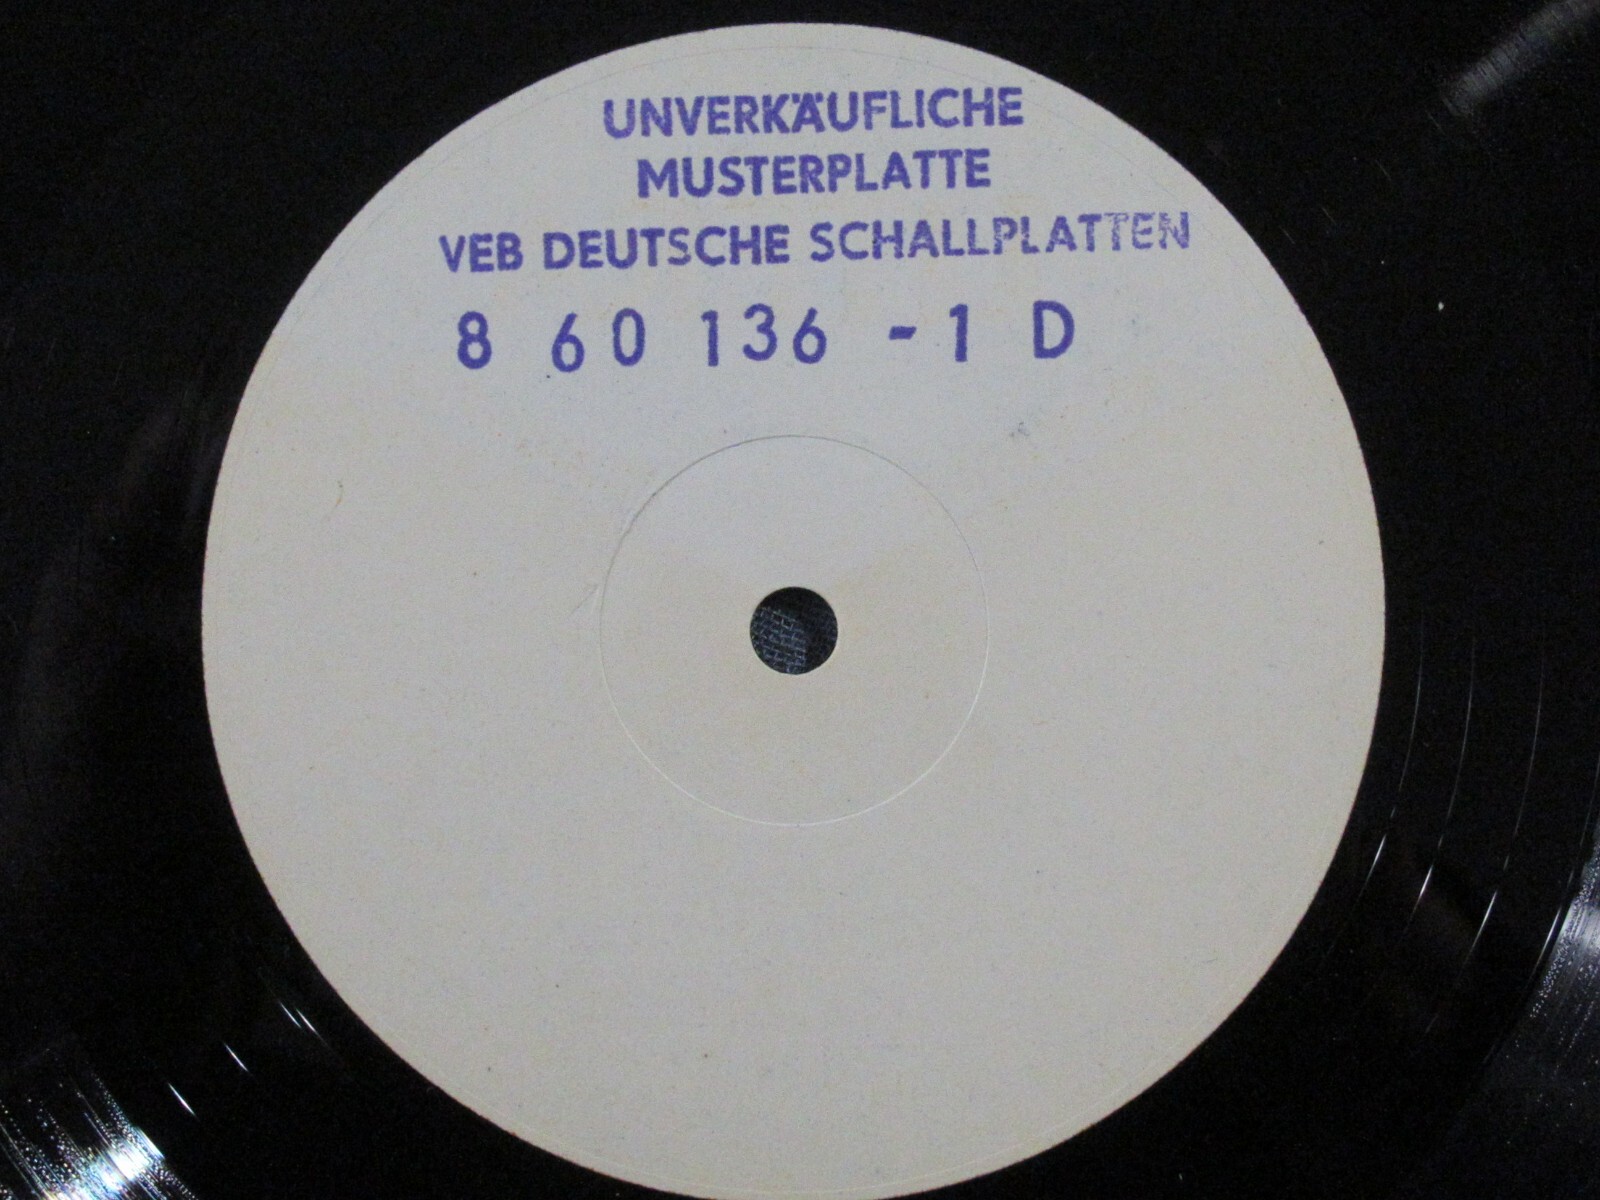 UNVERKÄUFLICHE
MUSTERPLATTE
VEB DEUTSCHE SCHALLPLATTEN
8 60 136 -1 D